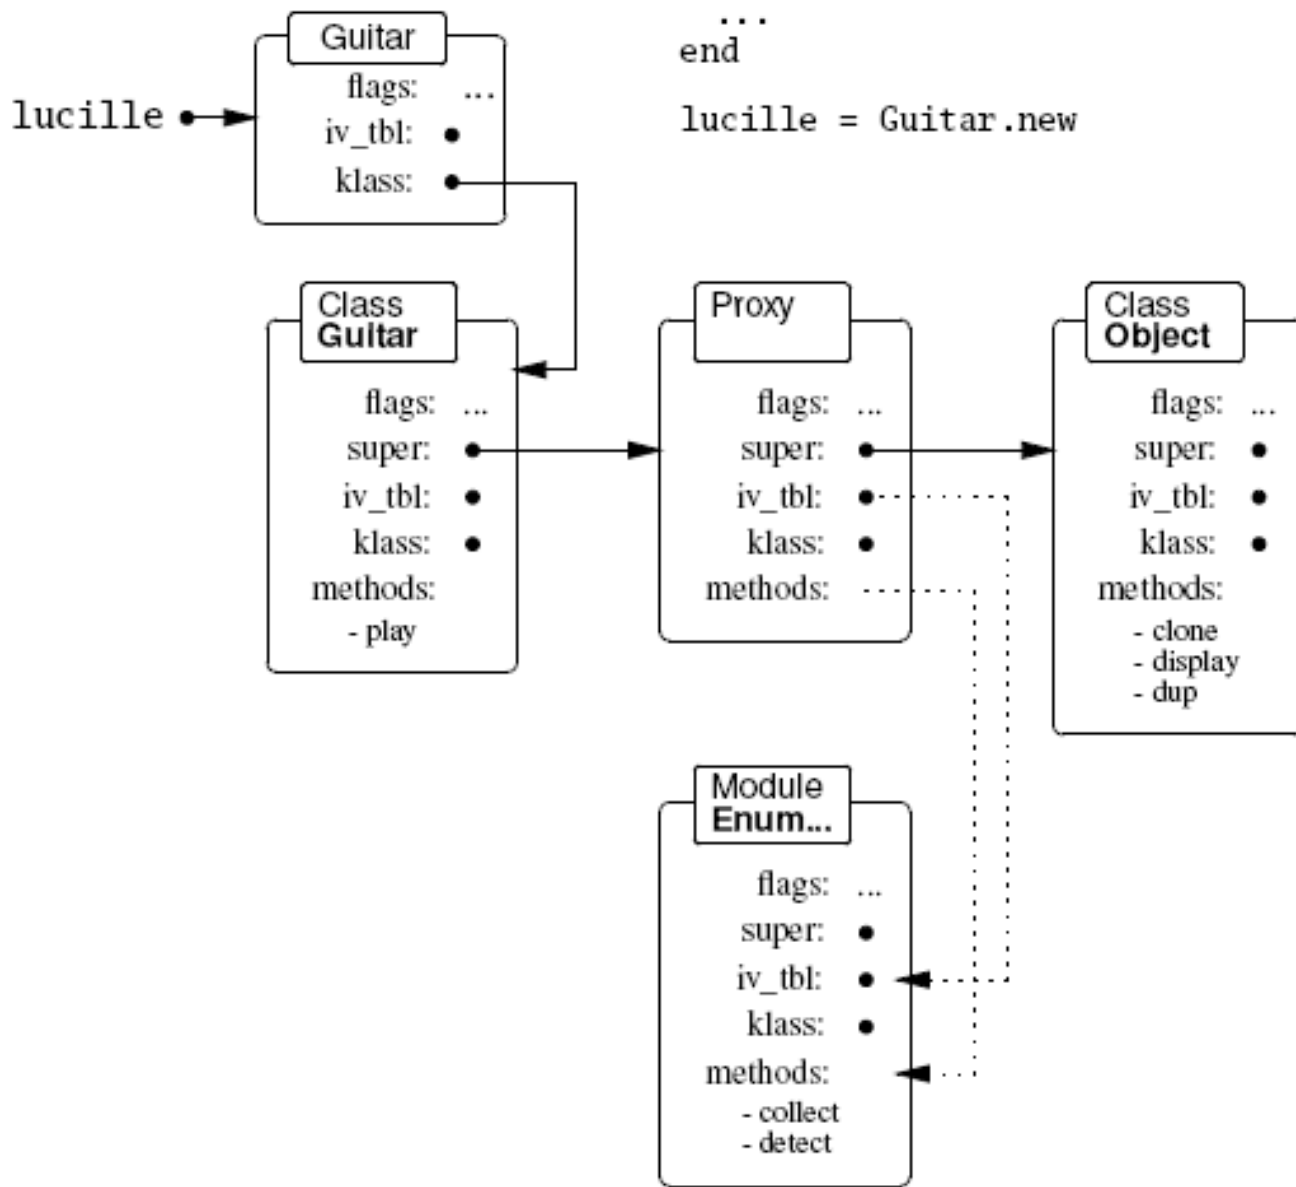 ...
end
lucille = Guitar.new
lucille
Guitar
flags: ...
iv_tbl:
klass:
Class
Guitar
flags: ...
super:
iv_tbl:
klass:
methods:
- play
Proxy
flags: ...
super:
iv_tbl:
klass:
methods:
Class
Object
flags: ...
super:
iv_tbl:
klass:
methods:
- clone
- display
- dup
Module
Enum...
flags: ...
super:
iv_tbl:
klass:
methods:
- collect
- detect